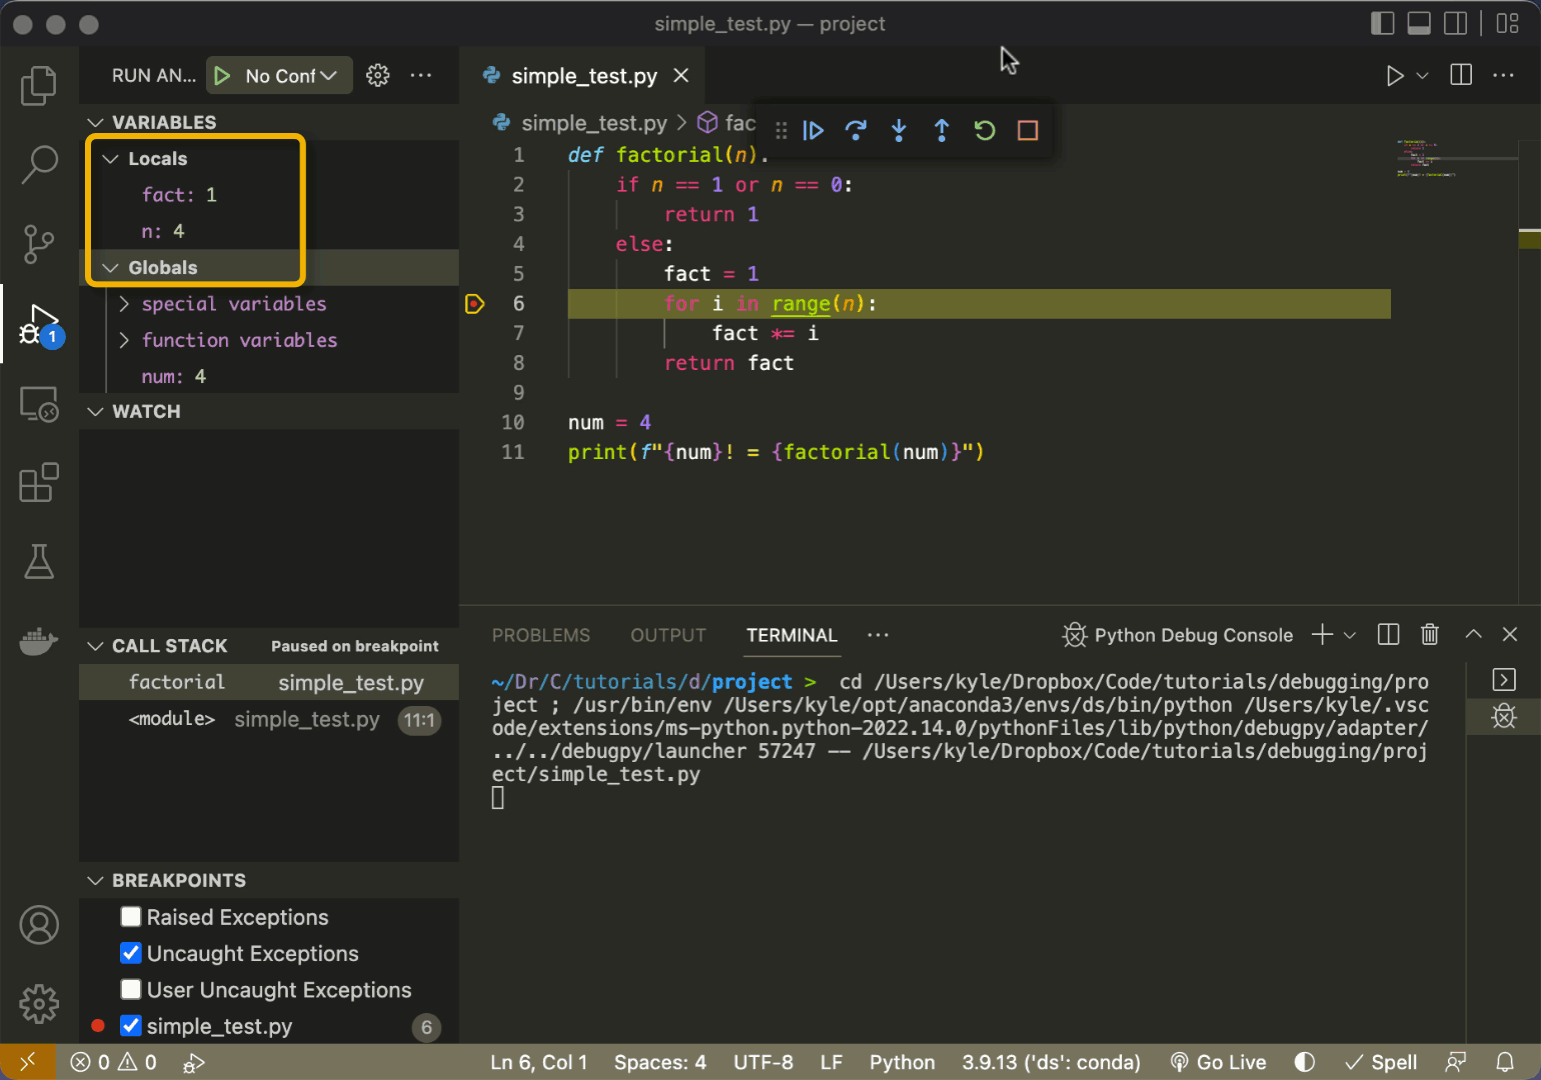 simple_test.py — project
RUN AN...
No Conf
simple_test.py
VARIABLES
Locals
fact: 1
n: 4
Globals
special variables
function variables
num: 4
WATCH
CALL STACK
Paused on breakpoint
factorial simple_test.py
<module> simple_test.py 11:1
BREAKPOINTS
Raised Exceptions
Uncaught Exceptions
User Uncaught Exceptions
simple_test.py 6
1
simple_test.py > fac
1 def factorial(n):
2 if n == 1 or n == 0:
3 return 1
4 else:
5 fact = 1
6 for i in range(n):
7 fact *= i
8 return fact
9
10 num = 4
11 print(f"{num}! = {factorial(num)}")
PROBLEMS OUTPUT TERMINAL
Python Debug Console
~/Dr/C/tutorials/d/project > cd /Users/kyle/Dropbox/Code/tutorials/debugging/pro
ject ; /usr/bin/env /Users/kyle/opt/anaconda3/envs/ds/bin/python /Users/kyle/.vsc
ode/extensions/ms-python.python-2022.14.0/pythonFiles/lib/python/debugpy/adapter/
../../debugpy/launcher 57247 -- /Users/kyle/Dropbox/Code/tutorials/debugging/proj
ect/simple_test.py
0 0
Ln 6, Col 1 Spaces: 4 UTF-8 LF Python 3.9.13 ('ds': conda) Go Live Spell